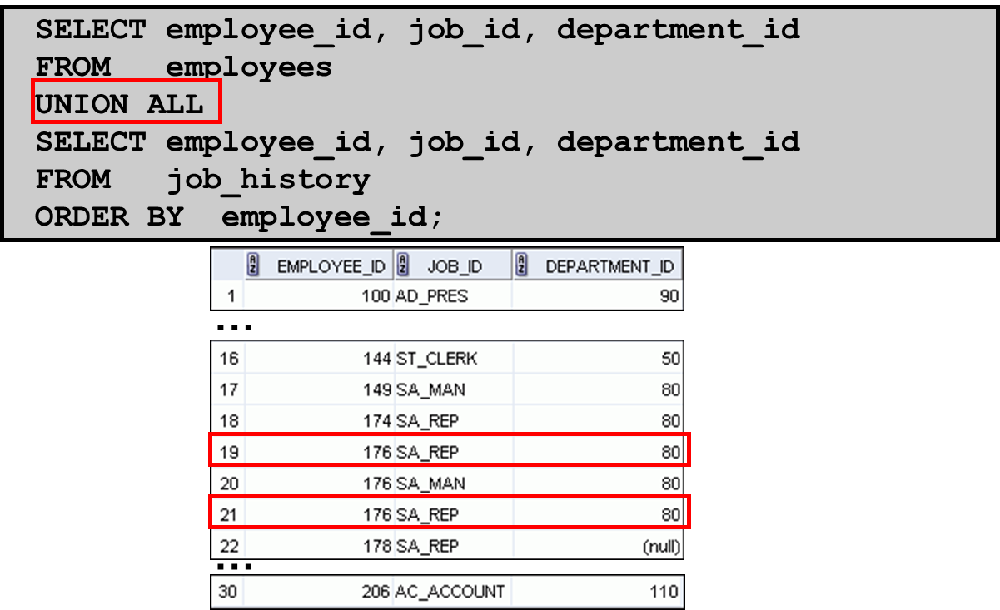 SELECT employee_id, job_id, department_id
FROM employees
UNION ALL
SELECT employee_id, job_id, department_id
FROM job_history
ORDER BY employee_id;
EMPLOYEE_ID JOB_ID DEPARTMENT_ID
1 100 AD_PRES 90
...
16 144 ST_CLERK 50
17 149 SA_MAN 80
18 174 SA_REP 80
19 176 SA_REP 80
20 176 SA_MAN 80
21 176 SA_REP 80
22 178 SA_REP (null)
...
30 206 AC_ACCOUNT 110